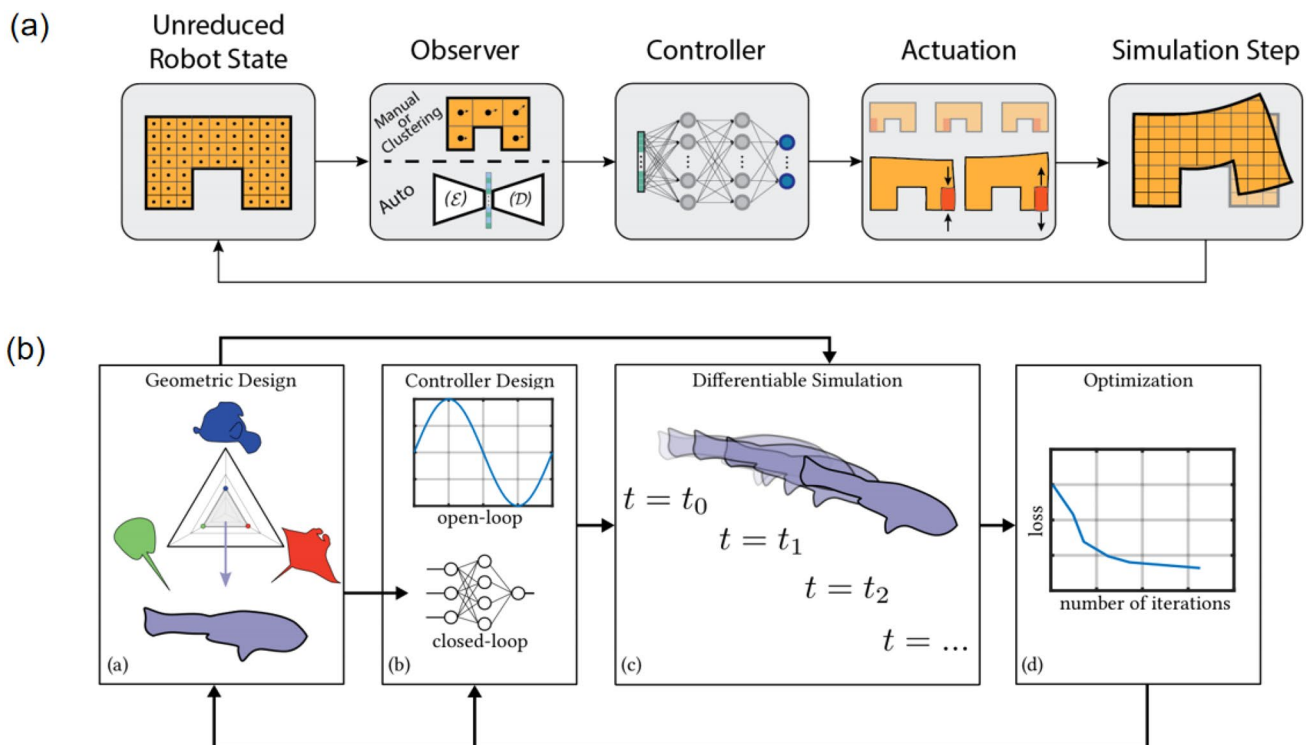 (a)
Unreduced
Robot State
Observer
Controller
Actuation
Simulation Step
Manual
or
Clustering
Auto
(ℰ)
(𝒟)
(b)
Geometric Design
Controller Design
Differentiable Simulation
Optimization
open-loop
closed-loop
t = t₀
t = t₁
t = t₂
t = ...
loss
number of iterations
(a)
(b)
(c)
(d)